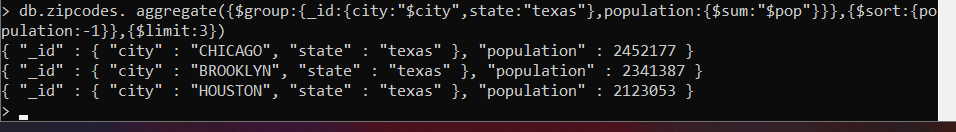 > db.zipcodes. aggregate({$group:{_id:{city:"$city",state:"texas"},population:{$sum:"$pop"}}},{$sort:{po
pulation:-1}},{$limit:3})
{ "_id" : { "city" : "CHICAGO", "state" : "texas" }, "population" : 2452177 }
{ "_id" : { "city" : "BROOKLYN", "state" : "texas" }, "population" : 2341387 }
{ "_id" : { "city" : "HOUSTON", "state" : "texas" }, "population" : 2123053 }
>